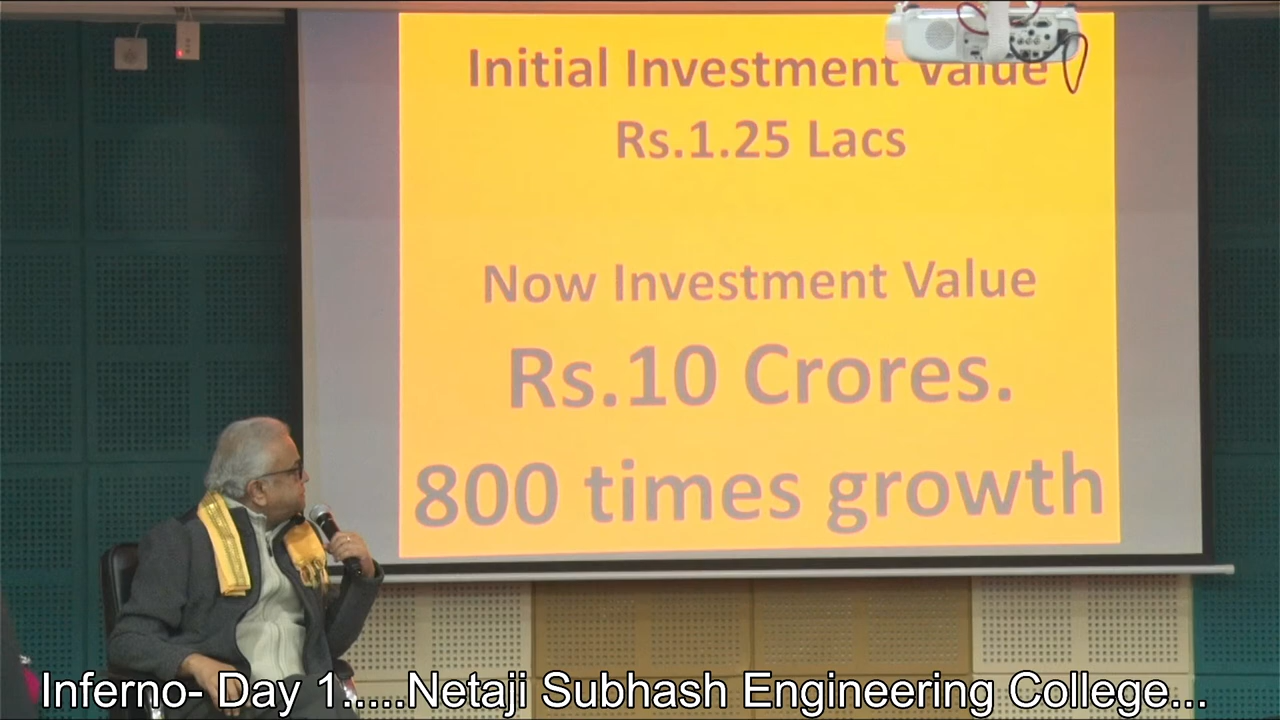 Initial Investment Value
Rs.1.25 Lacs
Now Investment Value
Rs.10 Crores.
800 times growth
Inferno- Day 1.....Netaji Subhash Engineering College...